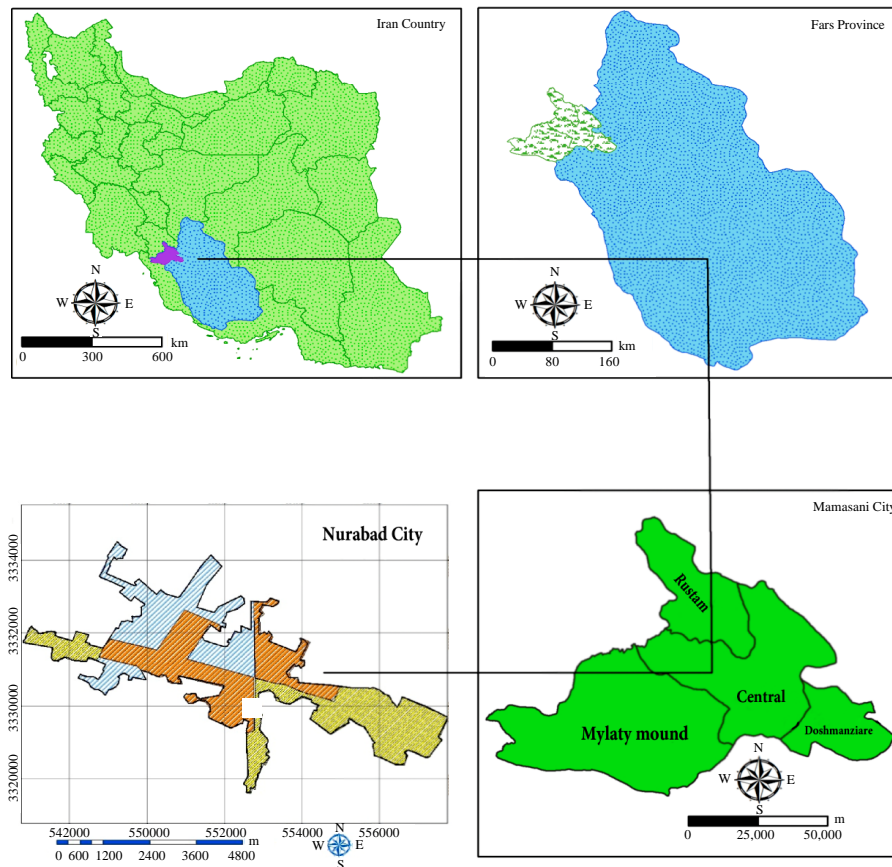 Iran Country
N
W E
S
0 300 600 km
Fars Province
N
W E
S
0 80 160 km
Nurabad City
3334000
3332000
3330000
3320000
542000 550000 552000 554000 556000
0 600 1200 2400 3600 4800 m
N
W E
S
Mamasani City
Rustam
Central
Mylaty mound
Doshmanziare
N
W E
S
0 25,000 50,000 m